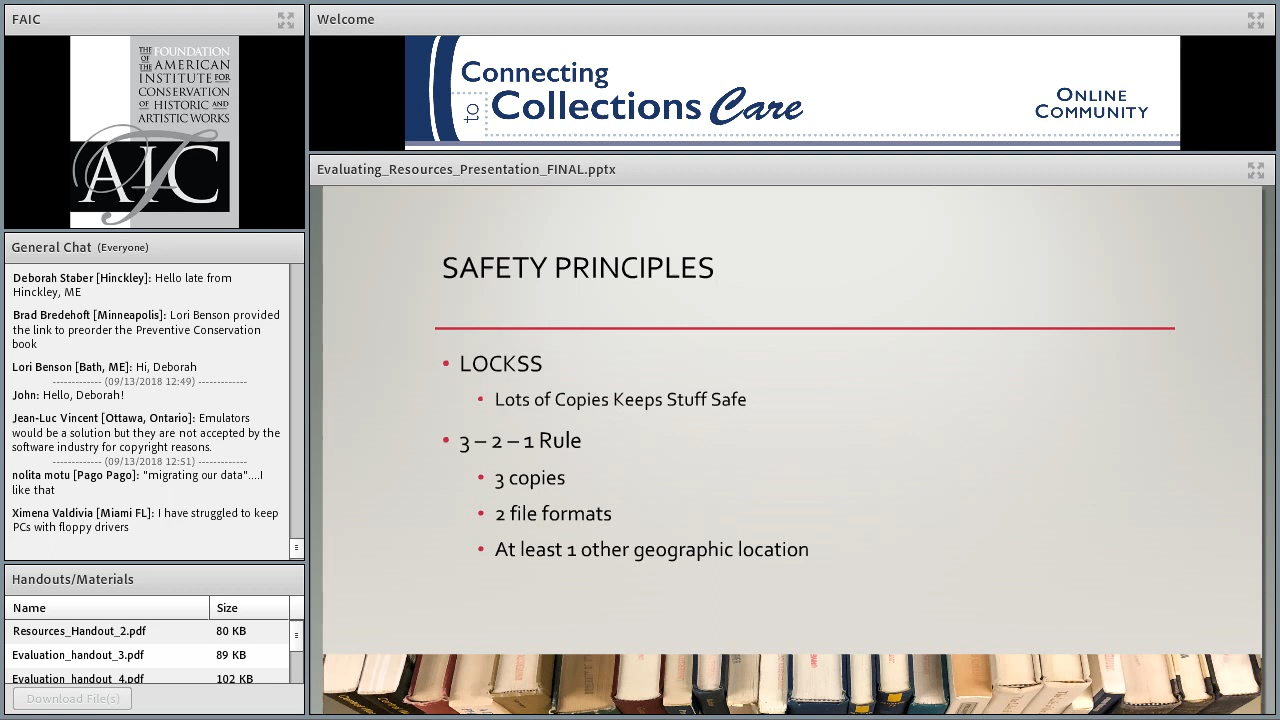 FAIC
THE FOUNDATION
OF THE AMERICAN
INSTITUTE FOR
CONSERVATION
OF HISTORIC AND
ARTISTIC WORKS
AIC
General Chat (Everyone)
Deborah Staber [Hinckley]: Hello late from
Hinckley, ME
Brad Bredehoft [Minneapolis]: Lori Benson provided
the link to preorder the Preventive Conservation
book
Lori Benson [Bath, ME]: Hi, Deborah
------------- (09/13/2018 12:49) -------------
John: Hello, Deborah!
Jean-Luc Vincent [Ottawa, Ontario]: Emulators
would be a solution but they are not accepted by the
software industry for copyright reasons.
------------- (09/13/2018 12:51) -------------
nolita motu [Pago Pago]: "migrating our data"....I
like that
Ximena Valdivia [Miami FL]: I have struggled to keep
PCs with floppy drivers
Handouts/Materials
Name Size
Resources_Handout_2.pdf 80 KB
Evaluation_handout_3.pdf 89 KB
Evaluation_handout_4.pdf 102 KB
Download File(s)
Welcome
Connecting
to Collections Care
ONLINE
COMMUNITY
Evaluating_Resources_Presentation_FINAL.pptx
SAFETY PRINCIPLES
• LOCKSS
• Lots of Copies Keeps Stuff Safe
• 3 – 2 – 1 Rule
• 3 copies
• 2 file formats
• At least 1 other geographic location